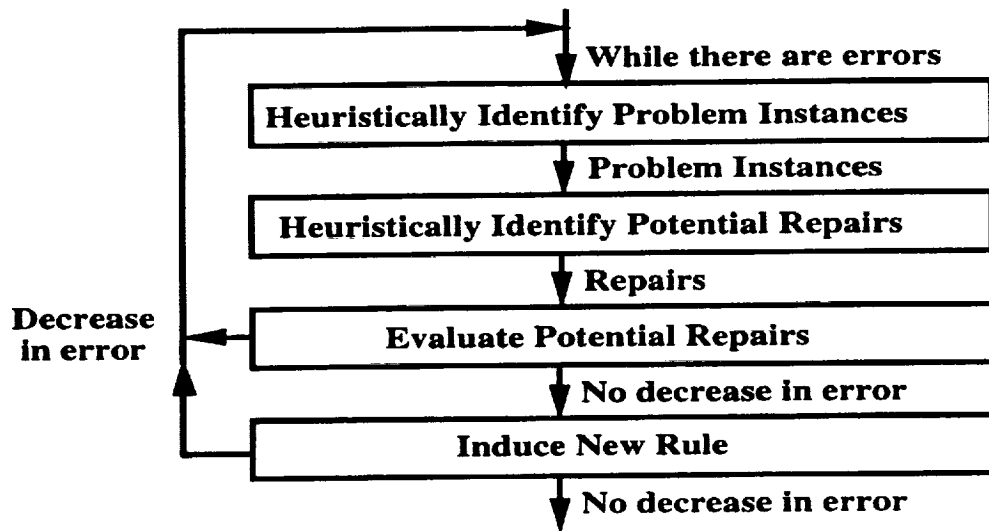 While there are errors
Heuristically Identify Problem Instances
Problem Instances
Heuristically Identify Potential Repairs
Repairs
Decrease
in error
Evaluate Potential Repairs
No decrease in error
Induce New Rule
No decrease in error